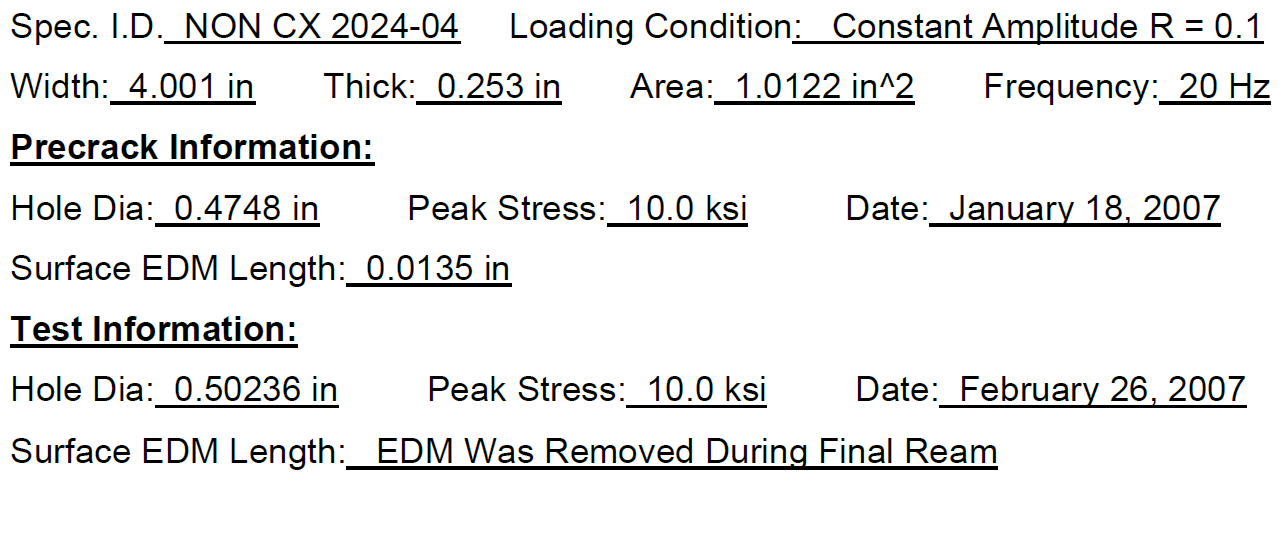 Spec. I.D. NON CX 2024-04 Loading Condition: Constant Amplitude R = 0.1
Width: 4.001 in Thick: 0.253 in Area: 1.0122 in^2 Frequency: 20 Hz
Precrack Information:
Hole Dia: 0.4748 in Peak Stress: 10.0 ksi Date: January 18, 2007
Surface EDM Length: 0.0135 in
Test Information:
Hole Dia: 0.50236 in Peak Stress: 10.0 ksi Date: February 26, 2007
Surface EDM Length: EDM Was Removed During Final Ream